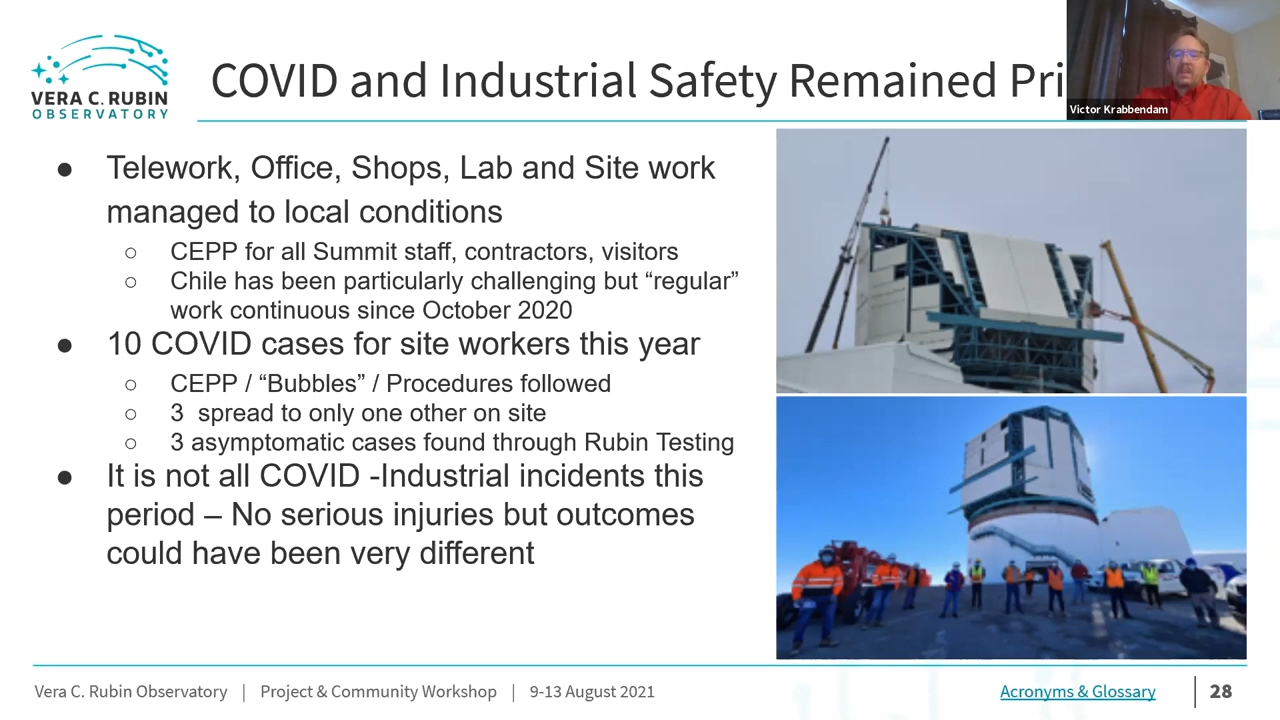 VERA C. RUBIN
OBSERVATORY
COVID and Industrial Safety Remained Pri
Victor Krabbendam
● Telework, Office, Shops, Lab and Site work
managed to local conditions
○ CEPP for all Summit staff, contractors, visitors
○ Chile has been particularly challenging but “regular”
work continuous since October 2020
● 10 COVID cases for site workers this year
○ CEPP / “Bubbles” / Procedures followed
○ 3  spread to only one other on site
○ 3 asymptomatic cases found through Rubin Testing
● It is not all COVID -Industrial incidents this
period – No serious injuries but outcomes
could have been very different
Vera C. Rubin Observatory | Project & Community Workshop | 9-13 August 2021
Acronyms & Glossary | 28